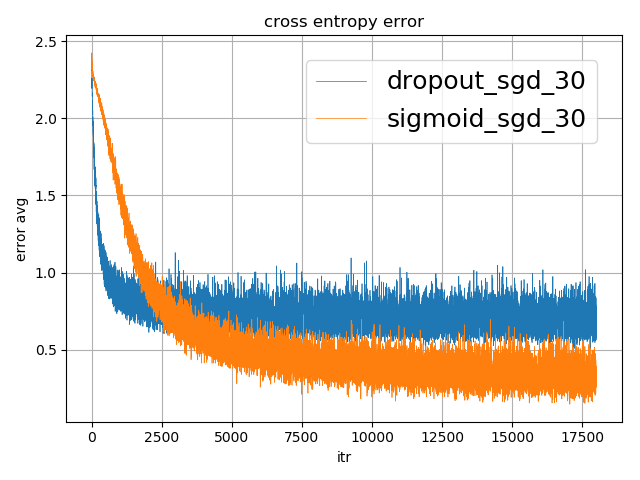 cross entropy error
2.5
2.0
1.5
1.0
0.5
error avg
dropout_sgd_30
sigmoid_sgd_30
0 2500 5000 7500 10000 12500 15000 17500
itr